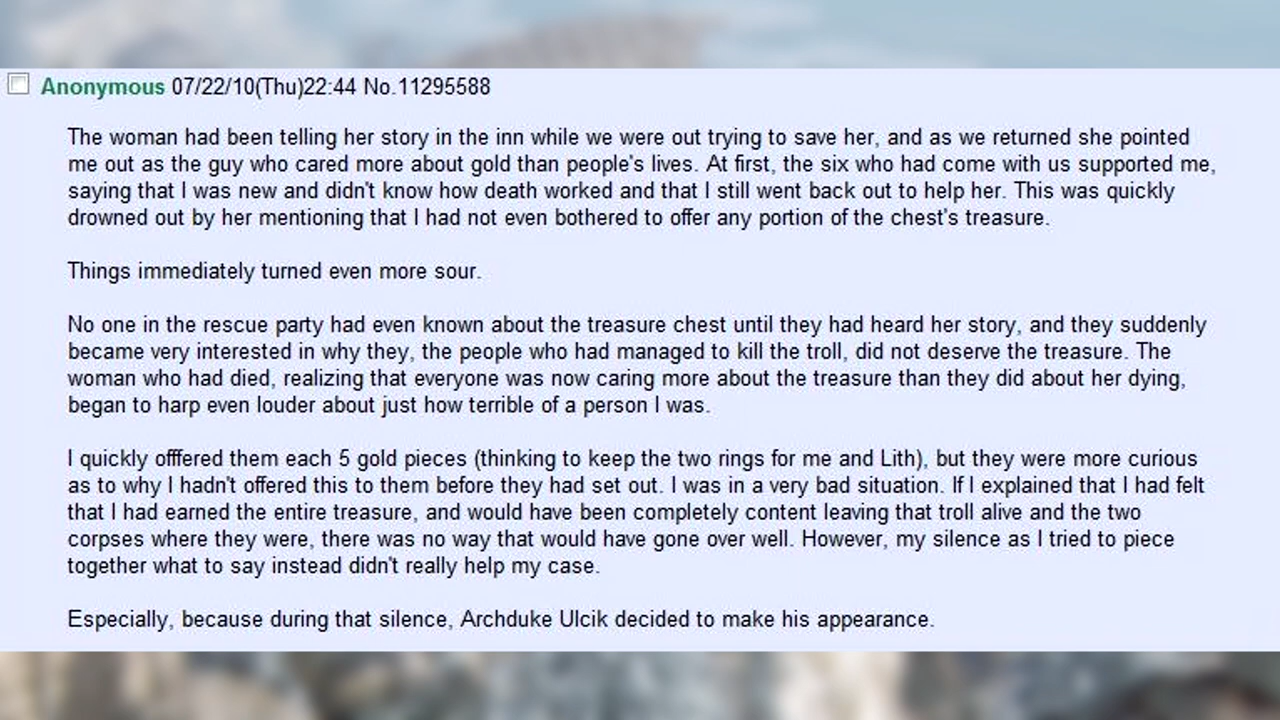 Anonymous 07/22/10(Thu)22:44 No.11295588
The woman had been telling her story in the inn while we were out trying to save her, and as we returned she pointed
me out as the guy who cared more about gold than people's lives. At first, the six who had come with us supported me,
saying that I was new and didn't know how death worked and that I still went back out to help her. This was quickly
drowned out by her mentioning that I had not even bothered to offer any portion of the chest's treasure.
Things immediately turned even more sour.
No one in the rescue party had even known about the treasure chest until they had heard her story, and they suddenly
became very interested in why they, the people who had managed to kill the troll, did not deserve the treasure. The
woman who had died, realizing that everyone was now caring more about the treasure than they did about her dying,
began to harp even louder about just how terrible of a person I was.
I quickly offfered them each 5 gold pieces (thinking to keep the two rings for me and Lith), but they were more curious
as to why I hadn't offered this to them before they had set out. I was in a very bad situation. If I explained that I had felt
that I had earned the entire treasure, and would have been completely content leaving that troll alive and the two
corpses where they were, there was no way that would have gone over well. However, my silence as I tried to piece
together what to say instead didn't really help my case.
Especially, because during that silence, Archduke Ulcik decided to make his appearance.